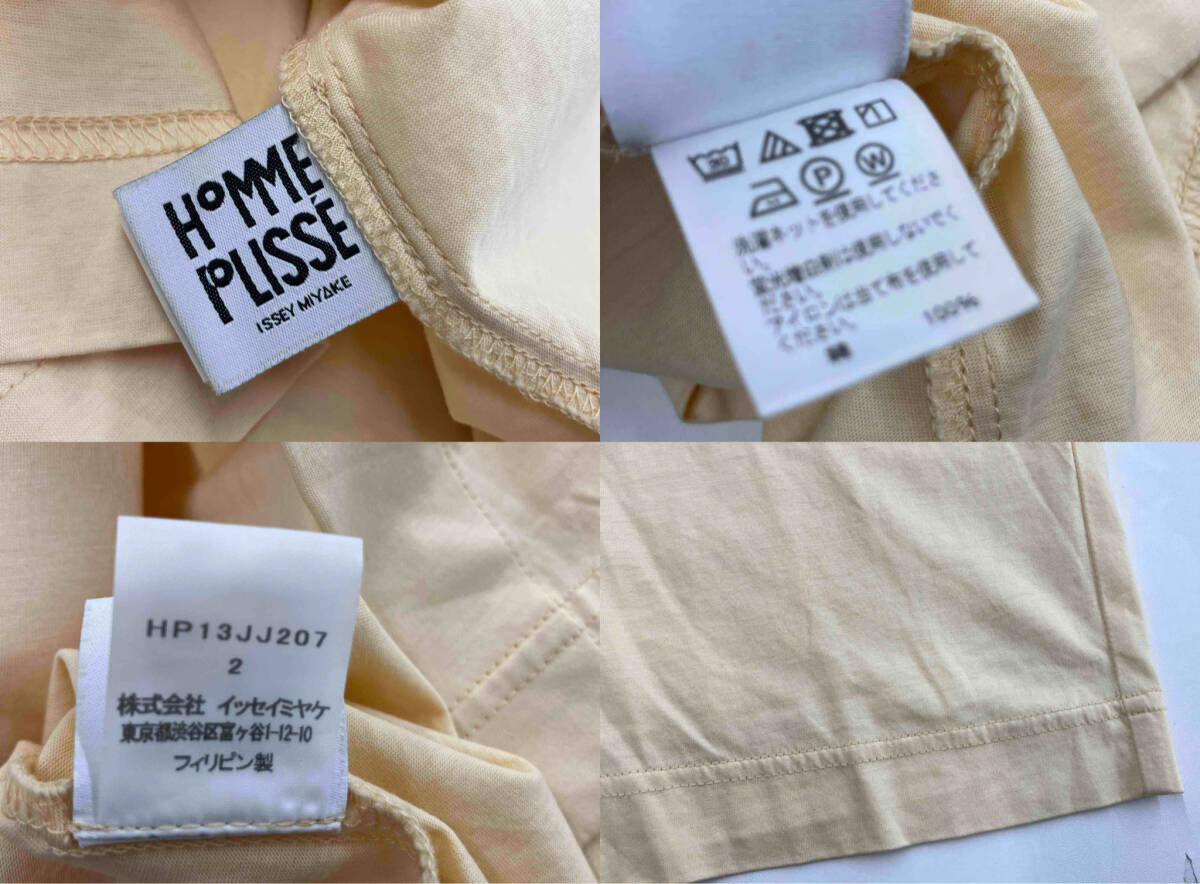 HOMME
PLISSÉ
ISSEY MIYAKE
30
洗濯ネットを使用してくださ
い。
蛍光増白剤は使用しないでく
ださい。
アイロンは当て布を使用して
ください。
綿 100%
P
W
HP13JJ207
2
株式会社 イッセイミヤケ
東京都渋谷区富ヶ谷1-12-10
フィリピン製